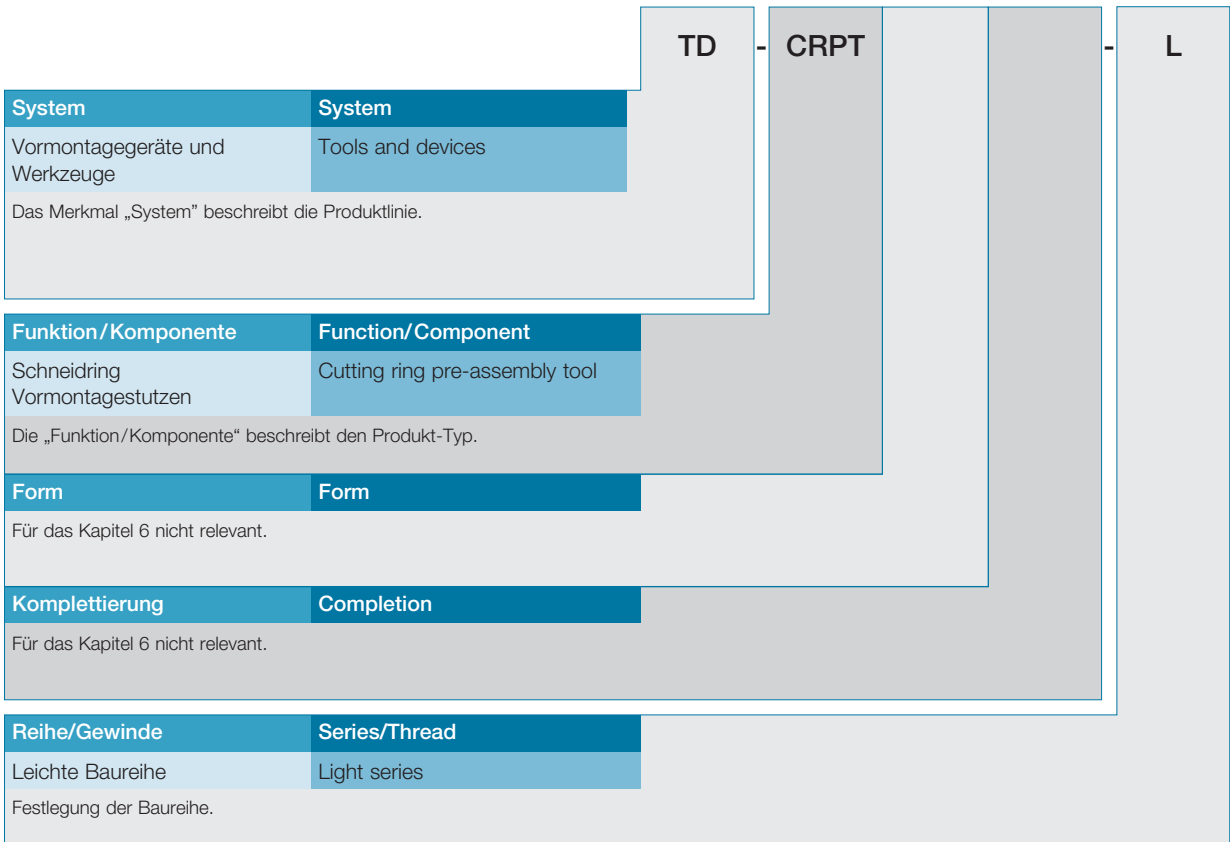 TD - CRPT - L
System System
Vormontagegeräte und Werkzeuge Tools and devices
Das Merkmal „System” beschreibt die Produktlinie.
Funktion/Komponente Function/Component
Schneidring Vormontagestutzen Cutting ring pre-assembly tool
Die „Funktion/Komponente“ beschreibt den Produkt-Typ.
Form Form
Für das Kapitel 6 nicht relevant.
Komplettierung Completion
Für das Kapitel 6 nicht relevant.
Reihe/Gewinde Series/Thread
Leichte Baureihe Light series
Festlegung der Baureihe.